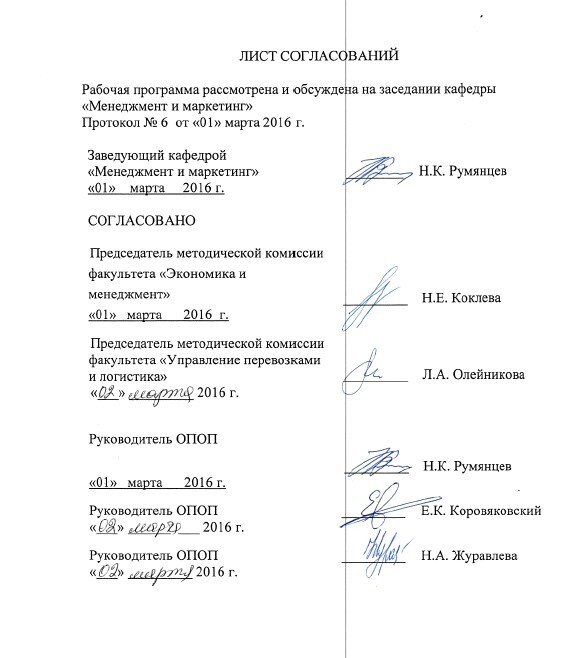 ЛИСТ СОГЛАСОВАНИЙ
Рабочая программа рассмотрена и обсуждена на заседании кафедры
«Менеджмент и маркетинг»
Протокол № 6 от «01» марта 2016 г.
Заведующий кафедрой
«Менеджмент и маркетинг» Н.К. Румянцев
«01» марта 2016 г.
СОГЛАСОВАНО
Председатель методической комиссии
факультета «Экономика и
менеджмент» Н.Е. Коклева
«01» марта 2016 г.
Председатель методической комиссии
факультета «Управление перевозками
и логистика» Л.А. Олейникова
«02» марта 2016 г.
Руководитель ОПОП
Н.К. Румянцев
«01» марта 2016 г.
Руководитель ОПОП Е.К. Коровяковский
«02» марта 2016 г.
Руководитель ОПОП Н.А. Журавлева
«02» марта 2016 г.